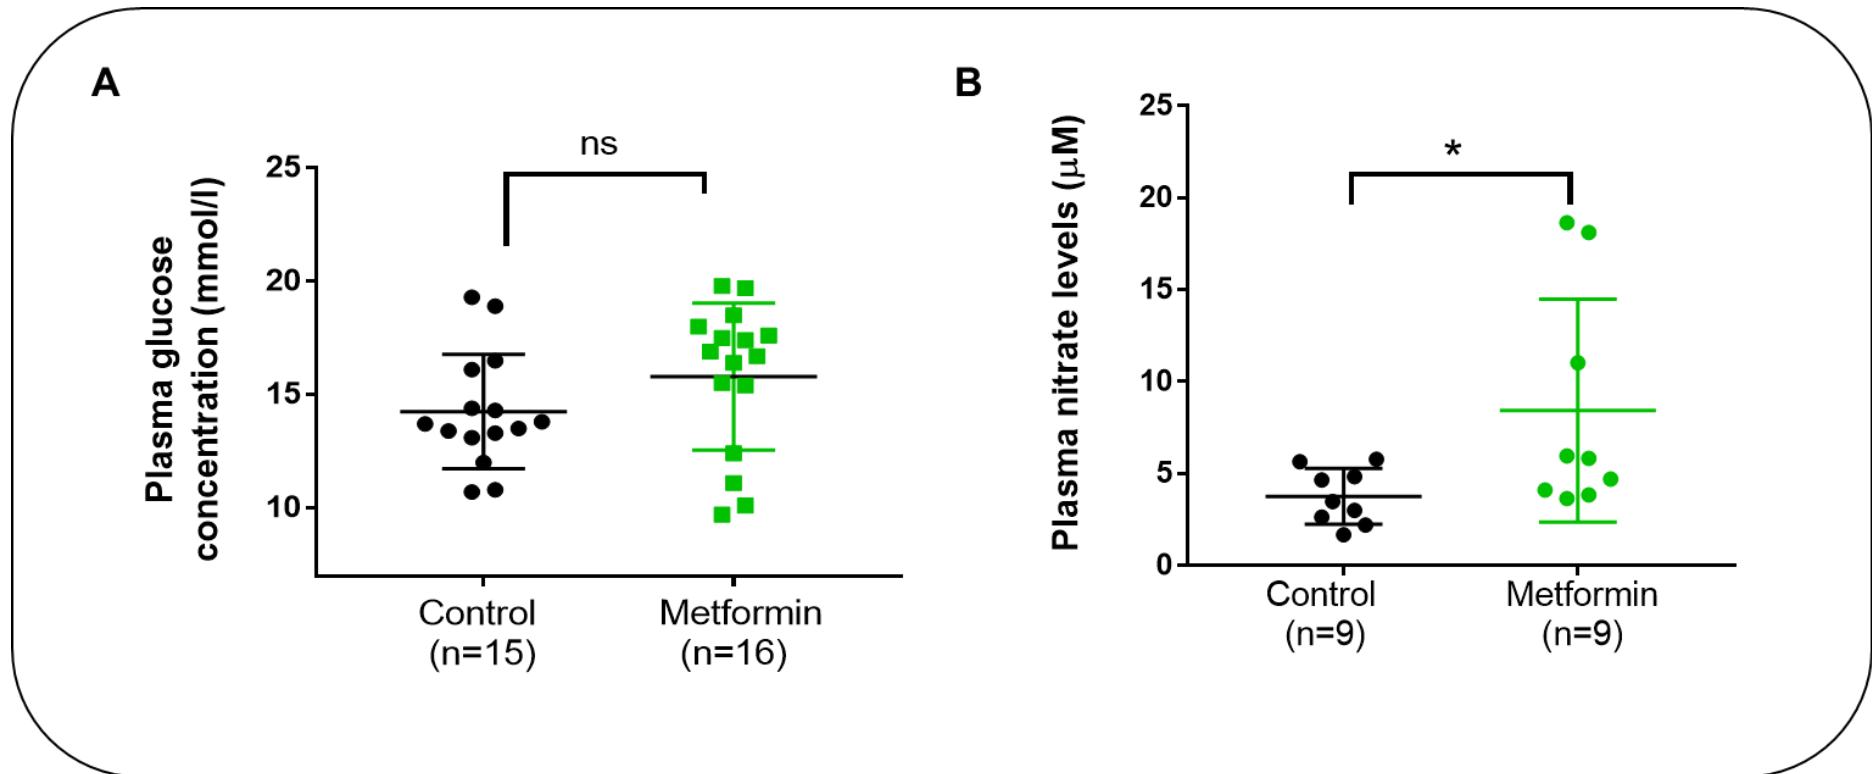 A
ns
Plasma glucose
concentration (mmol/l)
25
20
15
10
Control
(n=15)
Metformin
(n=16)
B
*
Plasma nitrate levels (μM)
25
20
15
10
5
0
Control
(n=9)
Metformin
(n=9)